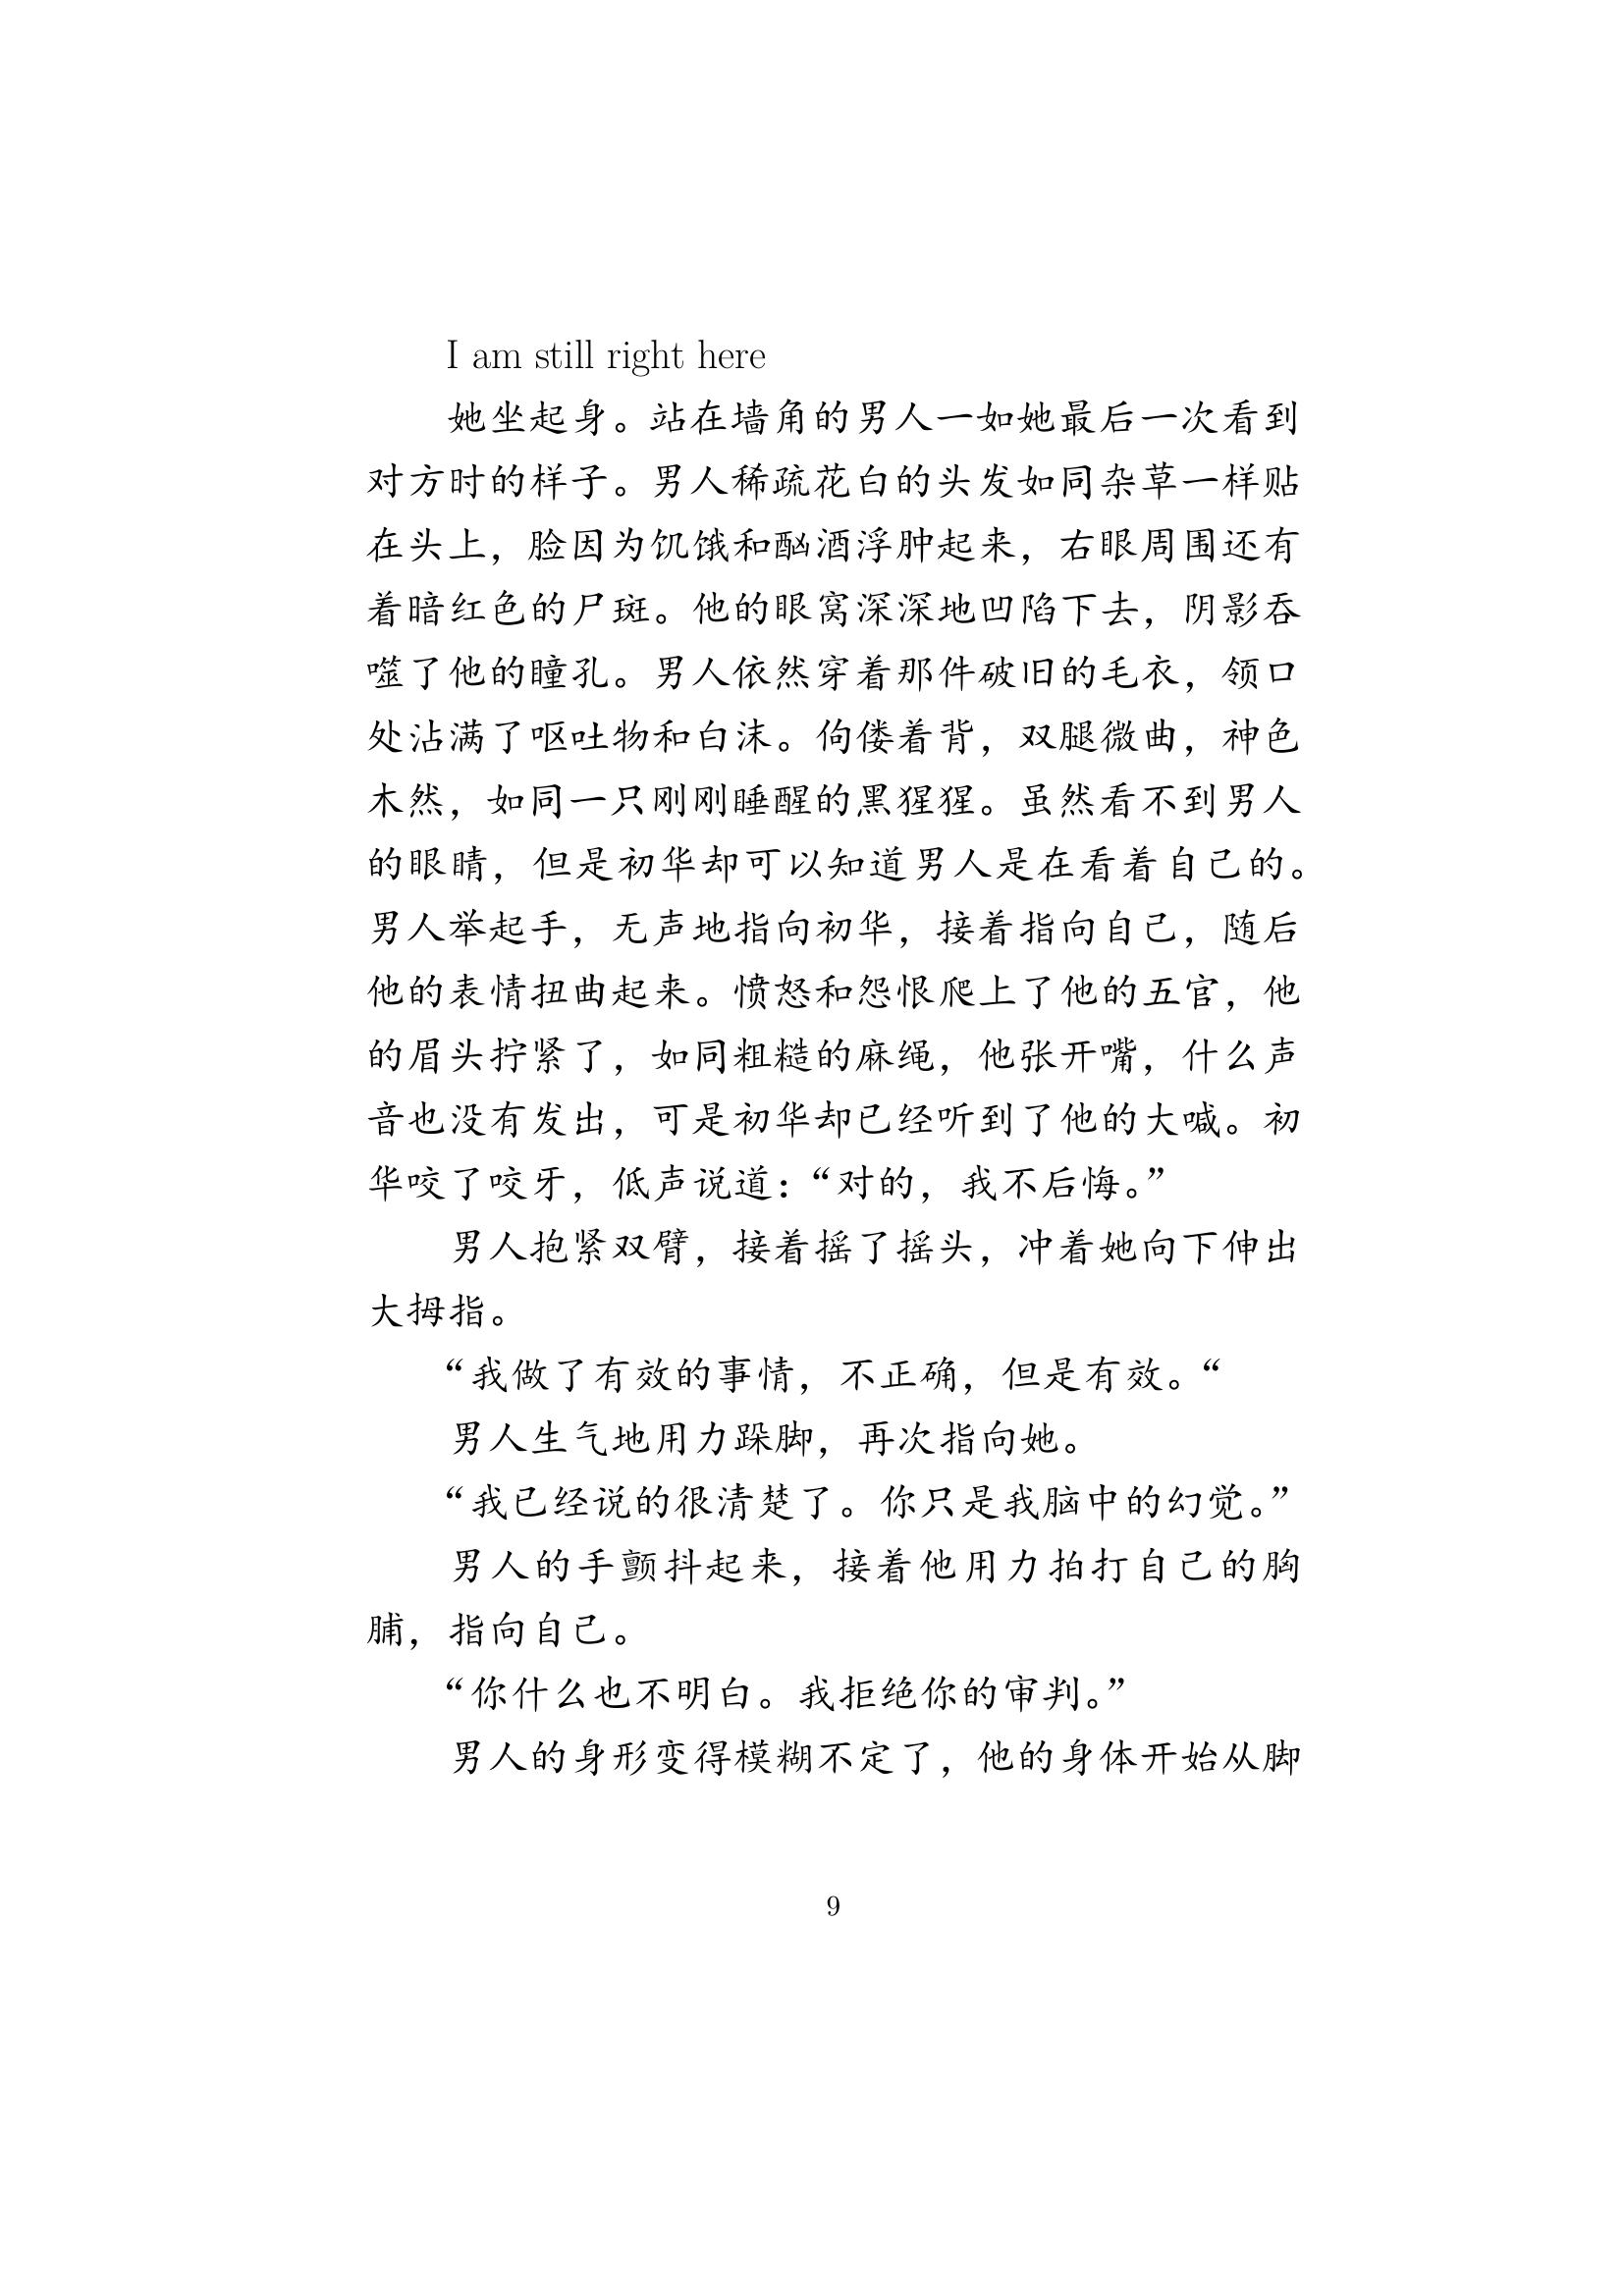 I am still right here
她坐起身。站在墙角的男人一如她最后一次看到
对方时的样子。男人稀疏花白的头发如同杂草一样贴
在头上，脸因为饥饿和酗酒浮肿起来，右眼周围还有
着暗红色的尸斑。他的眼窝深深地凹陷下去，阴影吞
噬了他的瞳孔。男人依然穿着那件破旧的毛衣，领口
处沾满了呕吐物和白沫。佝偻着背，双腿微曲，神色
木然，如同一只刚刚睡醒的黑猩猩。虽然看不到男人
的眼睛，但是初华却可以知道男人是在看着自己的。
男人举起手，无声地指向初华，接着指向自己，随后
他的表情扭曲起来。愤怒和怨恨爬上了他的五官，他
的眉头拧紧了，如同粗糙的麻绳，他张开嘴，什么声
音也没有发出，可是初华却已经听到了他的大喊。初
华咬了咬牙，低声说道：“对的，我不后悔。”
男人抱紧双臂，接着摇了摇头，冲着她向下伸出
大拇指。
“我做了有效的事情，不正确，但是有效。“
男人生气地用力跺脚，再次指向她。
“我已经说的很清楚了。你只是我脑中的幻觉。”
男人的手颤抖起来，接着他用力拍打自己的胸
脯，指向自己。
“你什么也不明白。我拒绝你的审判。”
男人的身形变得模糊不定了，他的身体开始从脚
9